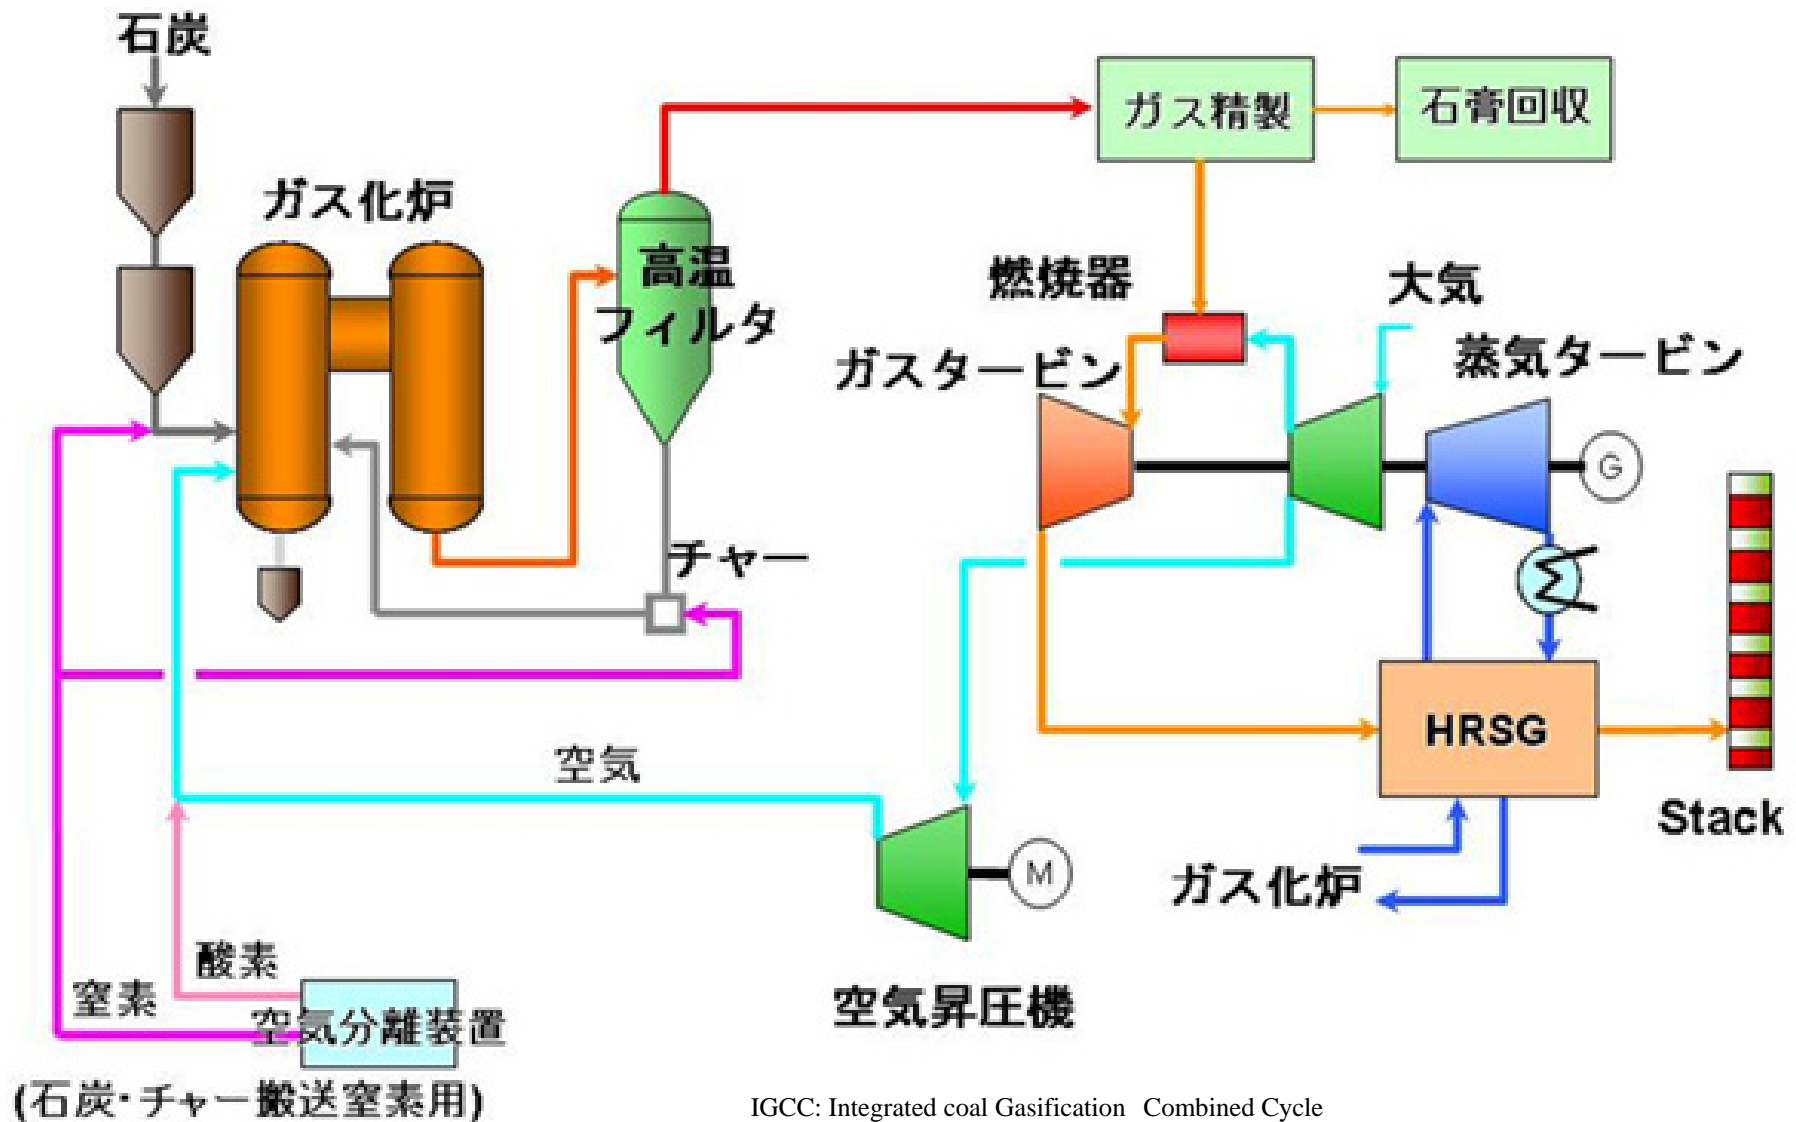 石炭
ガス化炉
高温
フィルタ
ガス精製
石膏回収
燃焼器
大気
ガスタービン
蒸気タービン
G
チャー
HRSG
Stack
空気
M
ガス化炉
酸素
窒素
空気分離装置
空気昇圧機
(石炭・チャー搬送窒素用)
IGCC: Integrated coal Gasification Combined Cycle